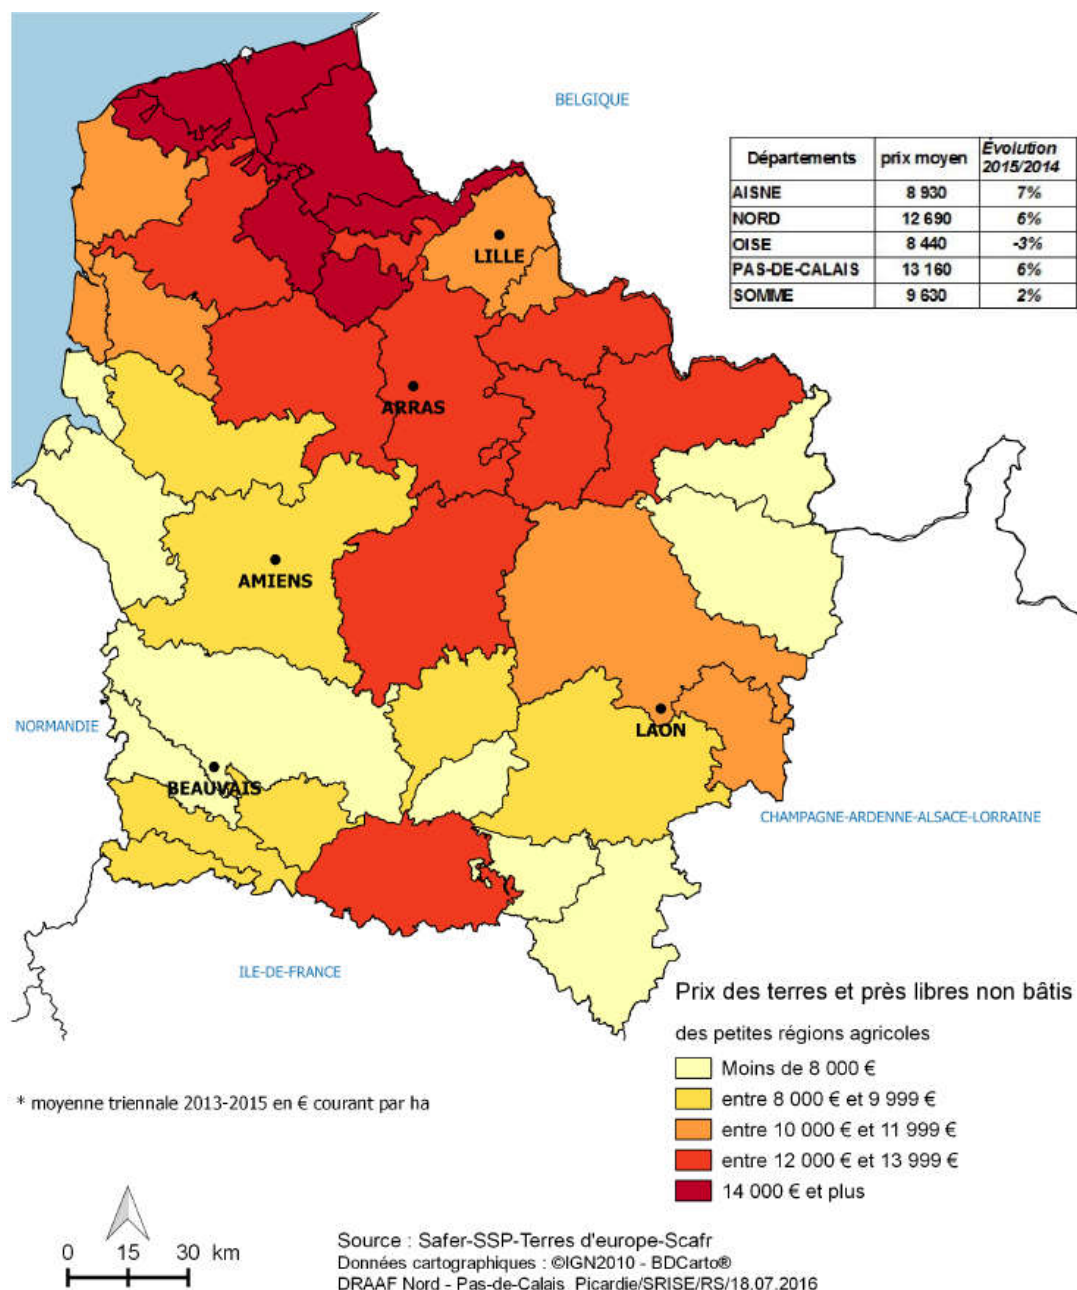 BELGIQUE
Départements prix moyen Évolution 2015/2014
AISNE 8 930 7%
NORD 12 690 6%
OISE 8 440 -3%
PAS-DE-CALAIS 13 160 6%
SOMME 9 630 2%
LILLE
ARRAS
AMIENS
LAON
NORMANDIE
BEAUVAIS
CHAMPAGNE-ARDENNE-ALSACE-LORRAINE
ILE-DE-FRANCE
Prix des terres et près libres non bâtis
des petites régions agricoles
Moins de 8 000 €
entre 8 000 € et 9 999 €
entre 10 000 € et 11 999 €
entre 12 000 € et 13 999 €
14 000 € et plus
* moyenne triennale 2013-2015 en € courant par ha
0 15 30 km
Source : Safer-SSP-Terres d'europe-Scafr
Données cartographiques : ©IGN2010 - BDCarto®
DRAAF Nord - Pas-de-Calais Picardie/SRISE/RS/18.07.2016